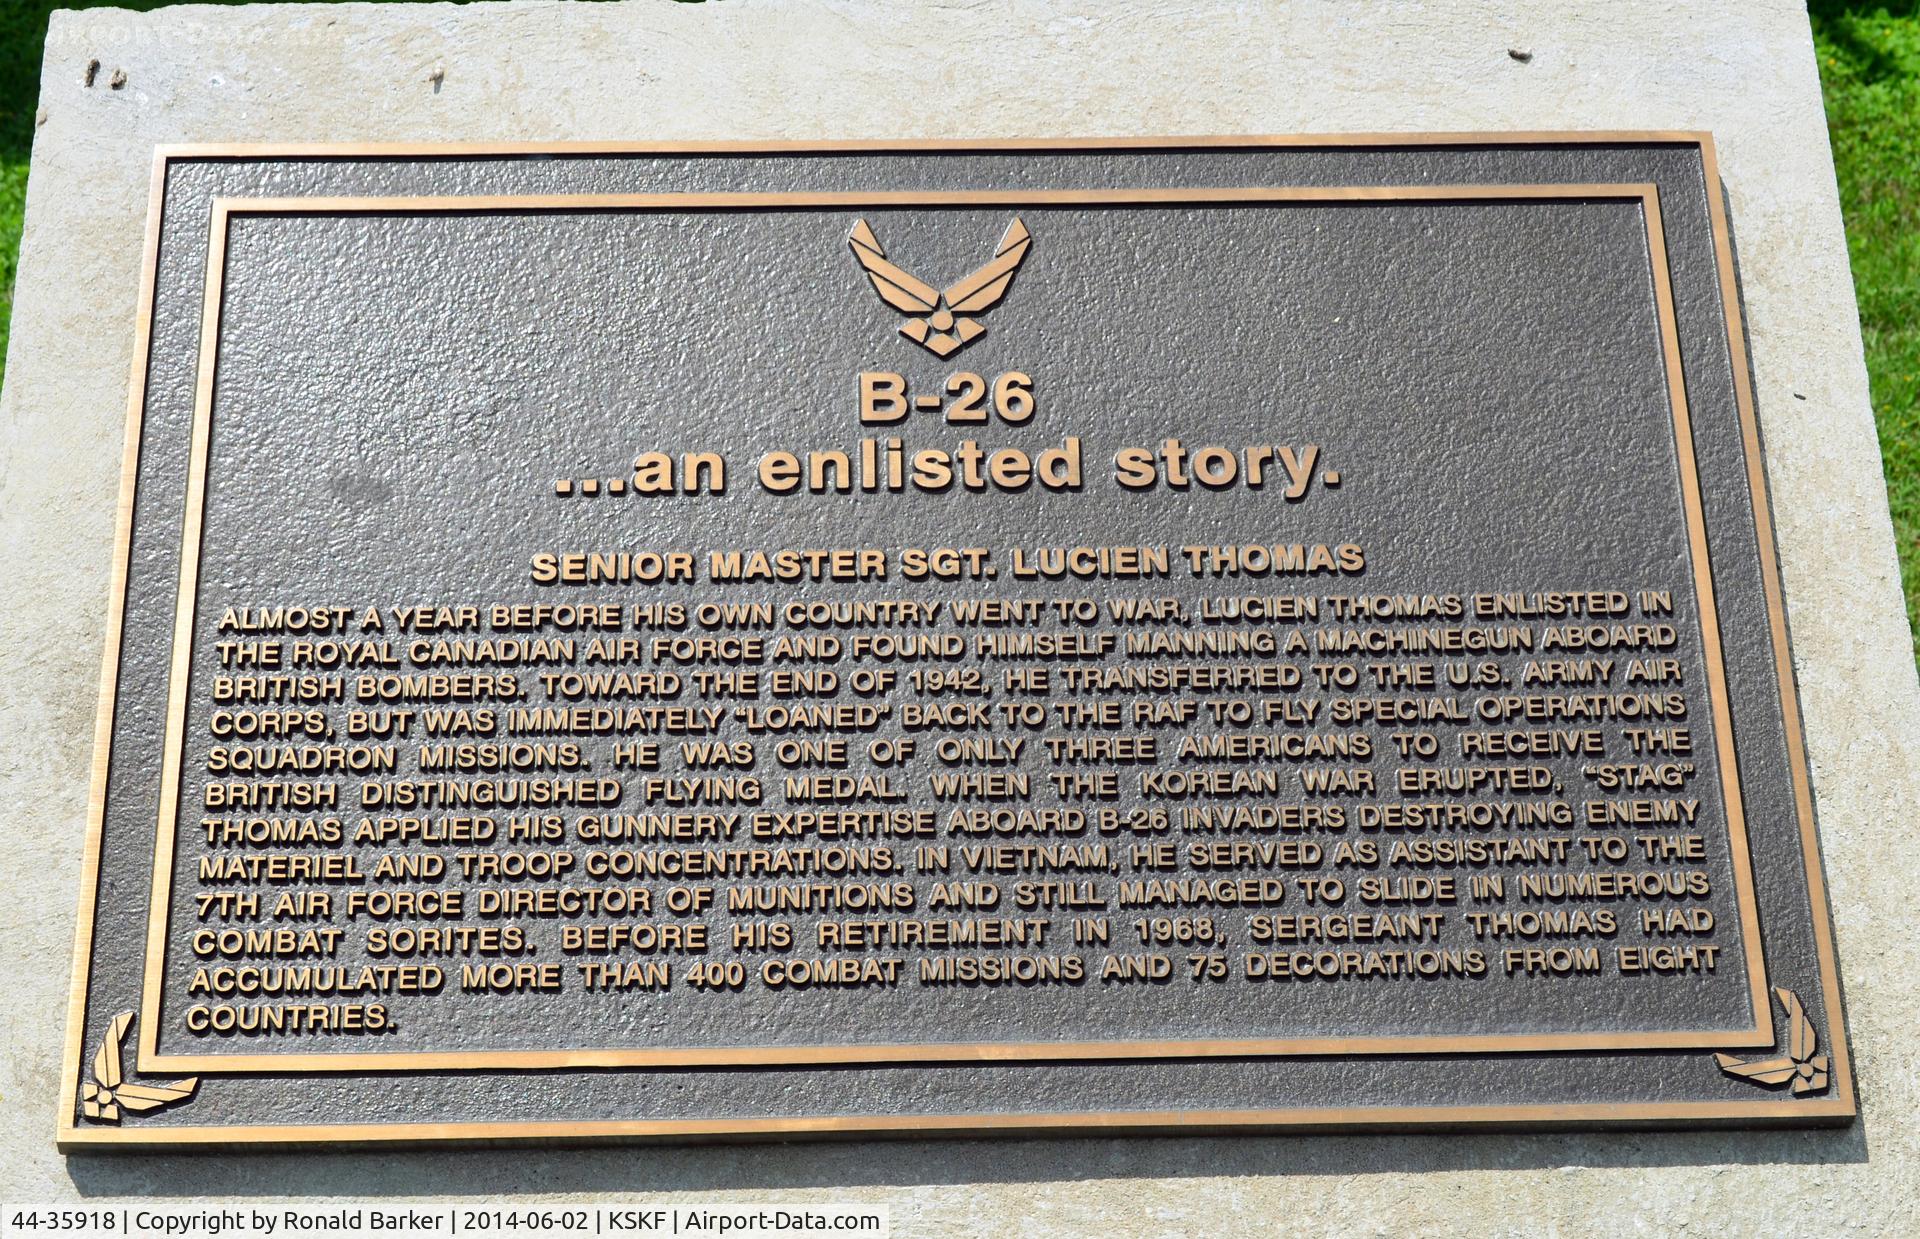 AIRPORT-DATA.COM
B-26
...an enlisted story.
SENIOR MASTER SGT. LUCIEN THOMAS
ALMOST A YEAR BEFORE HIS OWN COUNTRY WENT TO WAR, LUCIEN THOMAS ENLISTED IN
THE ROYAL CANADIAN AIR FORCE AND FOUND HIMSELF MANNING A MACHINEGUN ABOARD
BRITISH BOMBERS. TOWARD THE END OF 1942, HE TRANSFERRED TO THE U.S. ARMY AIR
CORPS, BUT WAS IMMEDIATELY "LOANED" BACK TO THE RAF TO FLY SPECIAL OPERATIONS
SQUADRON MISSIONS. HE WAS ONE OF ONLY THREE AMERICANS TO RECEIVE THE
BRITISH DISTINGUISHED FLYING MEDAL. WHEN THE KOREAN WAR ERUPTED, "STAG"
THOMAS APPLIED HIS GUNNERY EXPERTISE ABOARD B-26 INVADERS DESTROYING ENEMY
MATERIEL AND TROOP CONCENTRATIONS. IN VIETNAM, HE SERVED AS ASSISTANT TO THE
7TH AIR FORCE DIRECTOR OF MUNITIONS AND STILL MANAGED TO SLIDE IN NUMEROUS
COMBAT SORITES. BEFORE HIS RETIREMENT IN 1968, SERGEANT THOMAS HAD
ACCUMULATED MORE THAN 400 COMBAT MISSIONS AND 75 DECORATIONS FROM EIGHT
COUNTRIES.
44-35918 | Copyright by Ronald Barker | 2014-06-02 | KSKF | Airport-Data.com